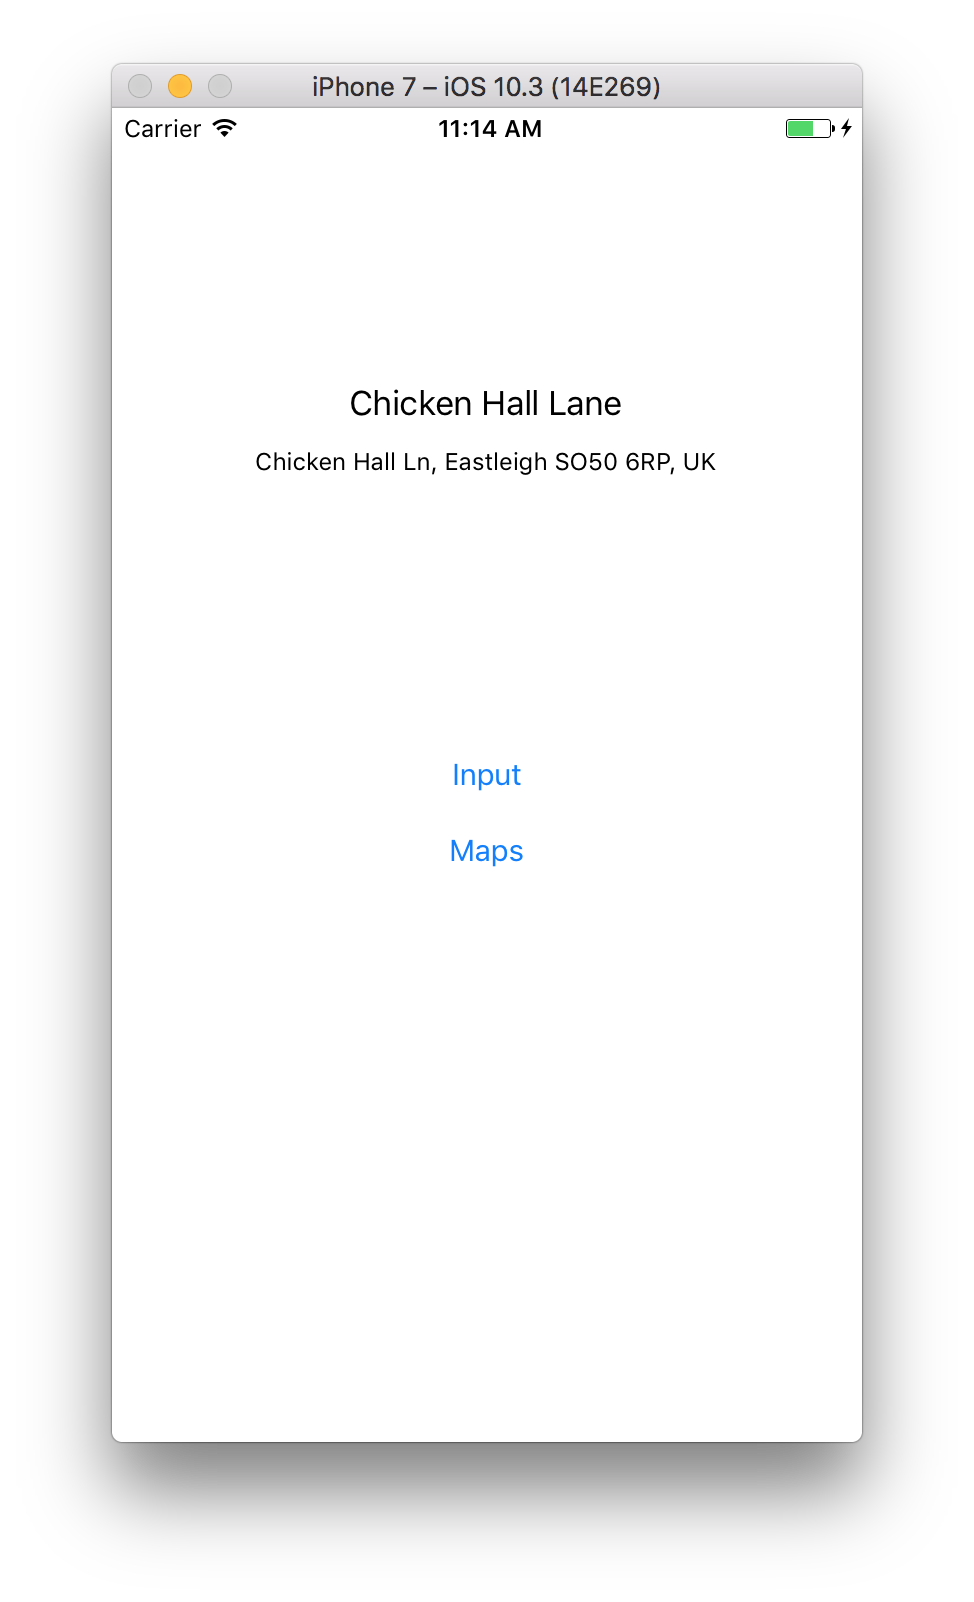 iPhone 7 – iOS 10.3 (14E269)
Carrier 11:14 AM
Chicken Hall Lane
Chicken Hall Ln, Eastleigh SO50 6RP, UK
Input
Maps